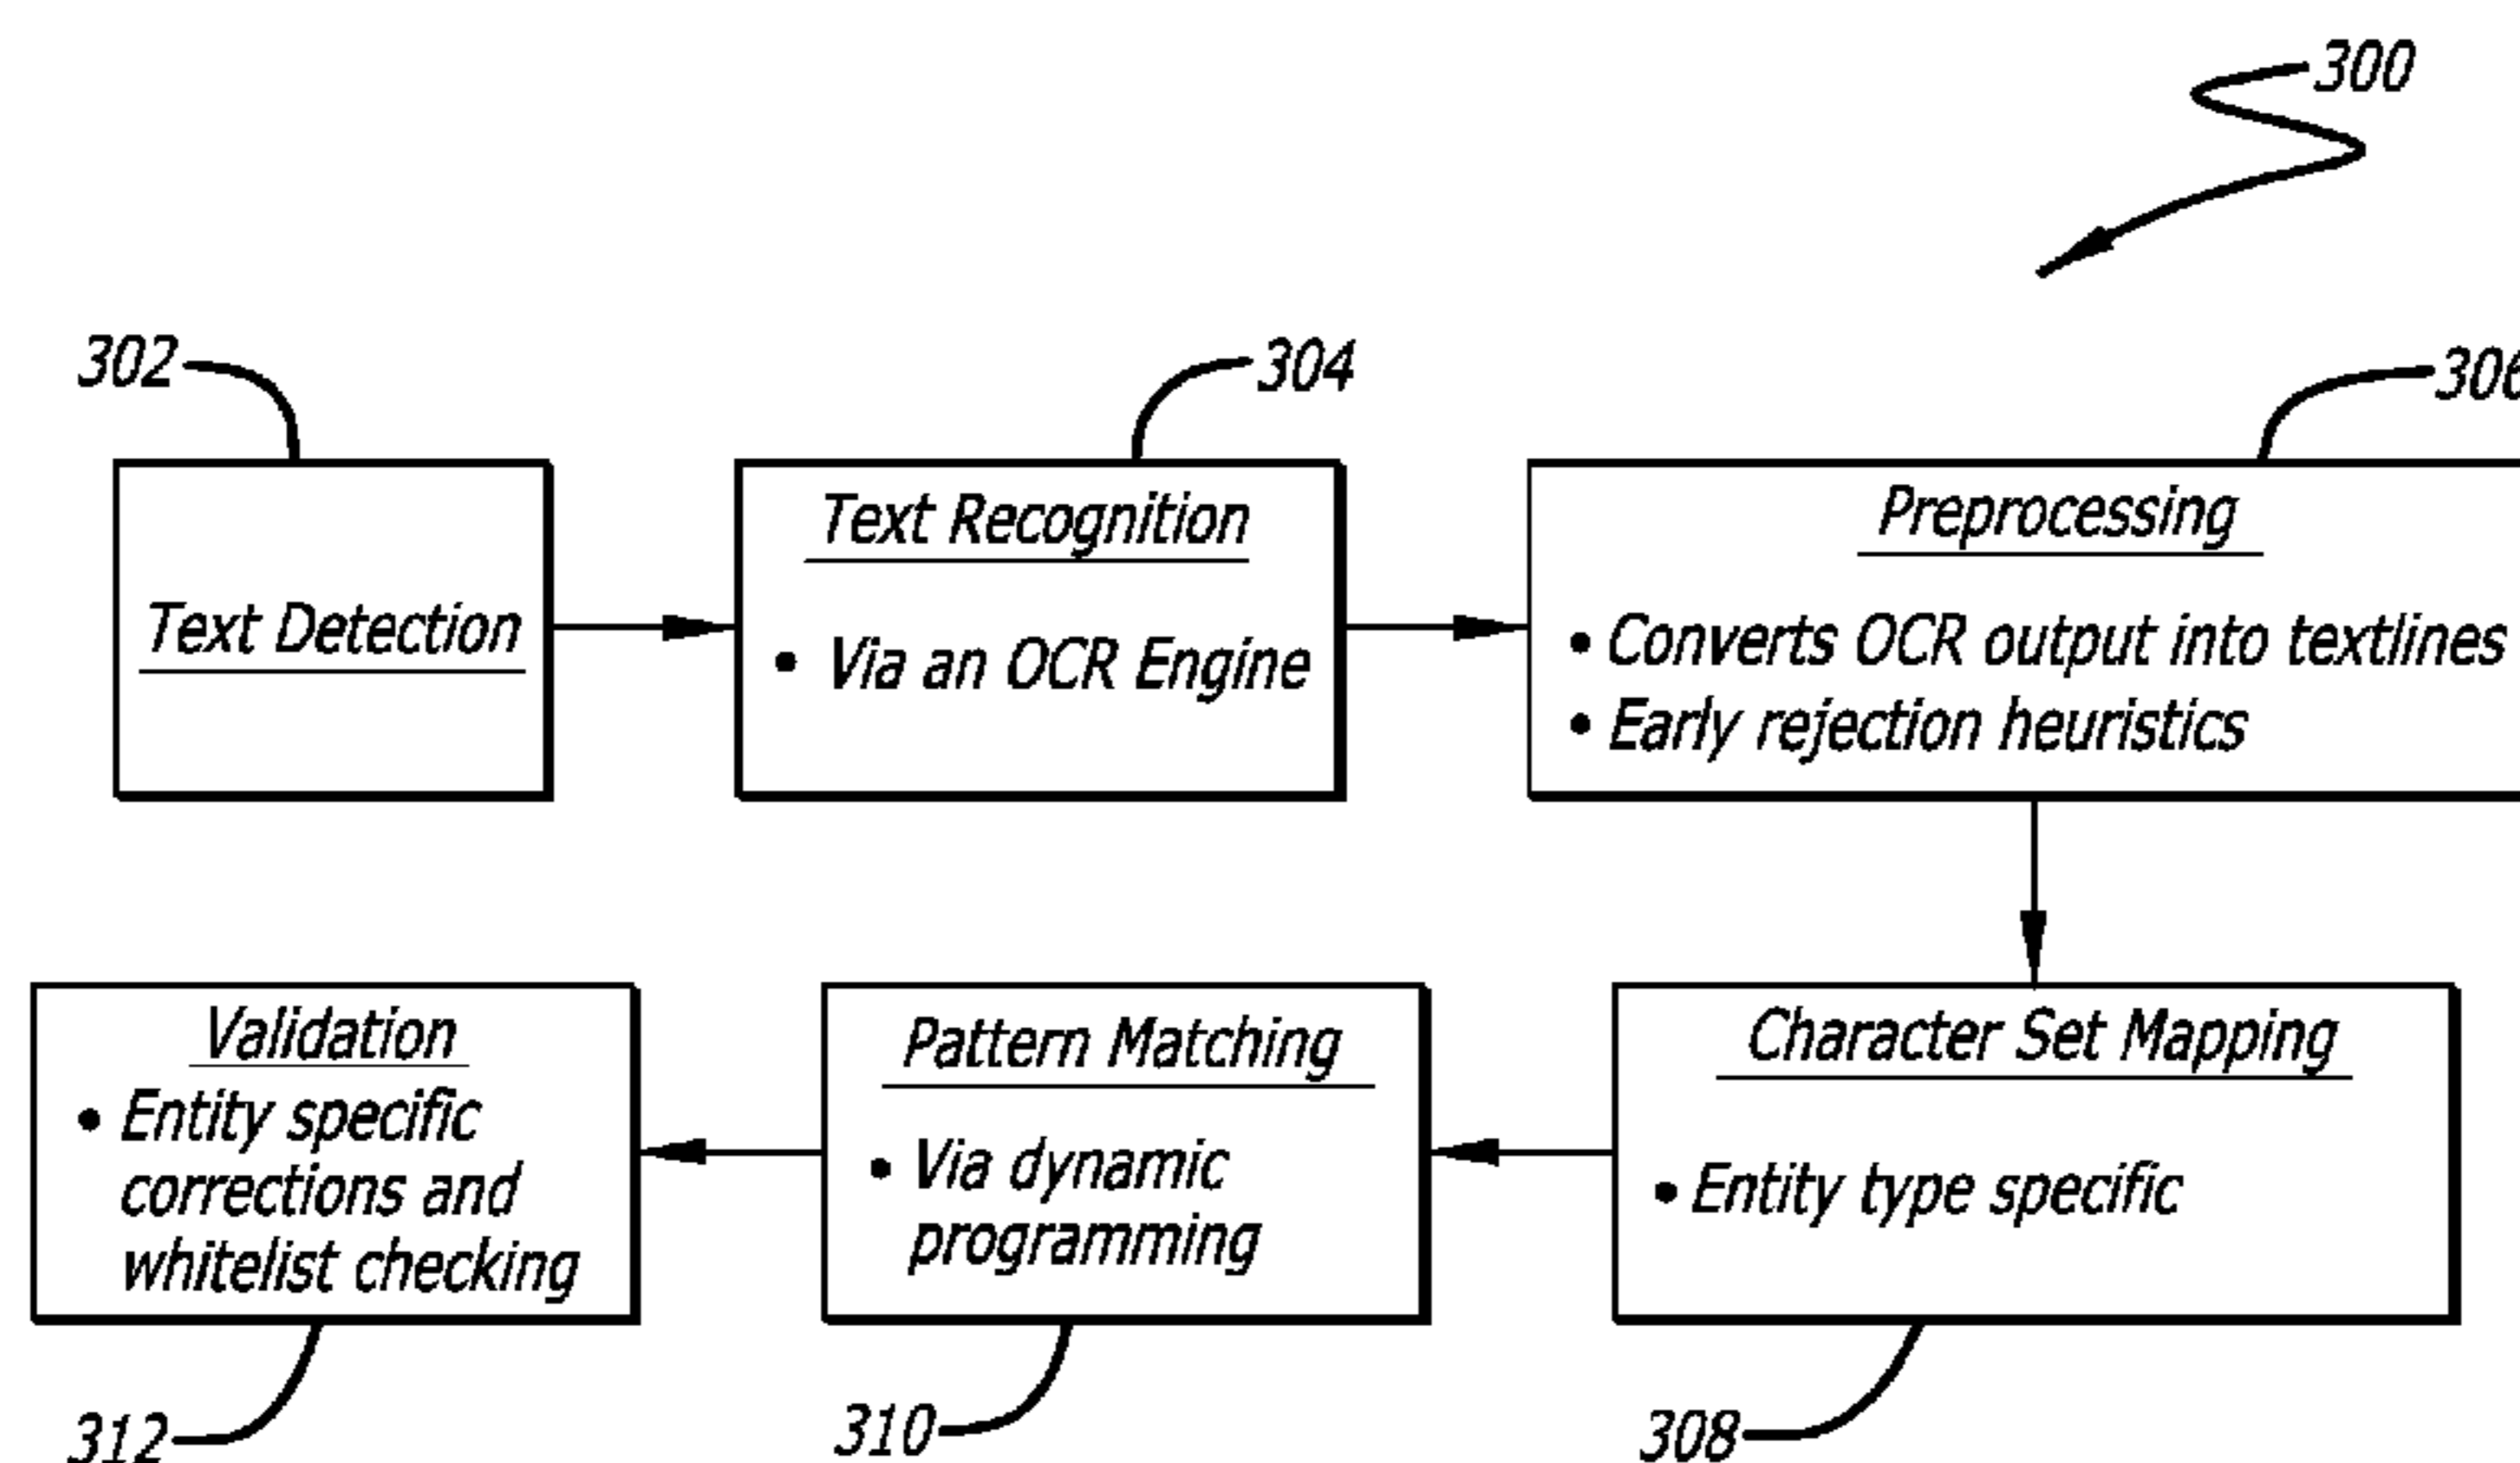 300
302
304
306
Text Detection
Text Recognition
• Via an OCR Engine
Preprocessing
• Converts OCR output into textlines
• Early rejection heuristics
Validation
• Entity specific
corrections and
whitelist checking
Pattern Matching
• Via dynamic
programming
Character Set Mapping
• Entity type specific
312
310
308